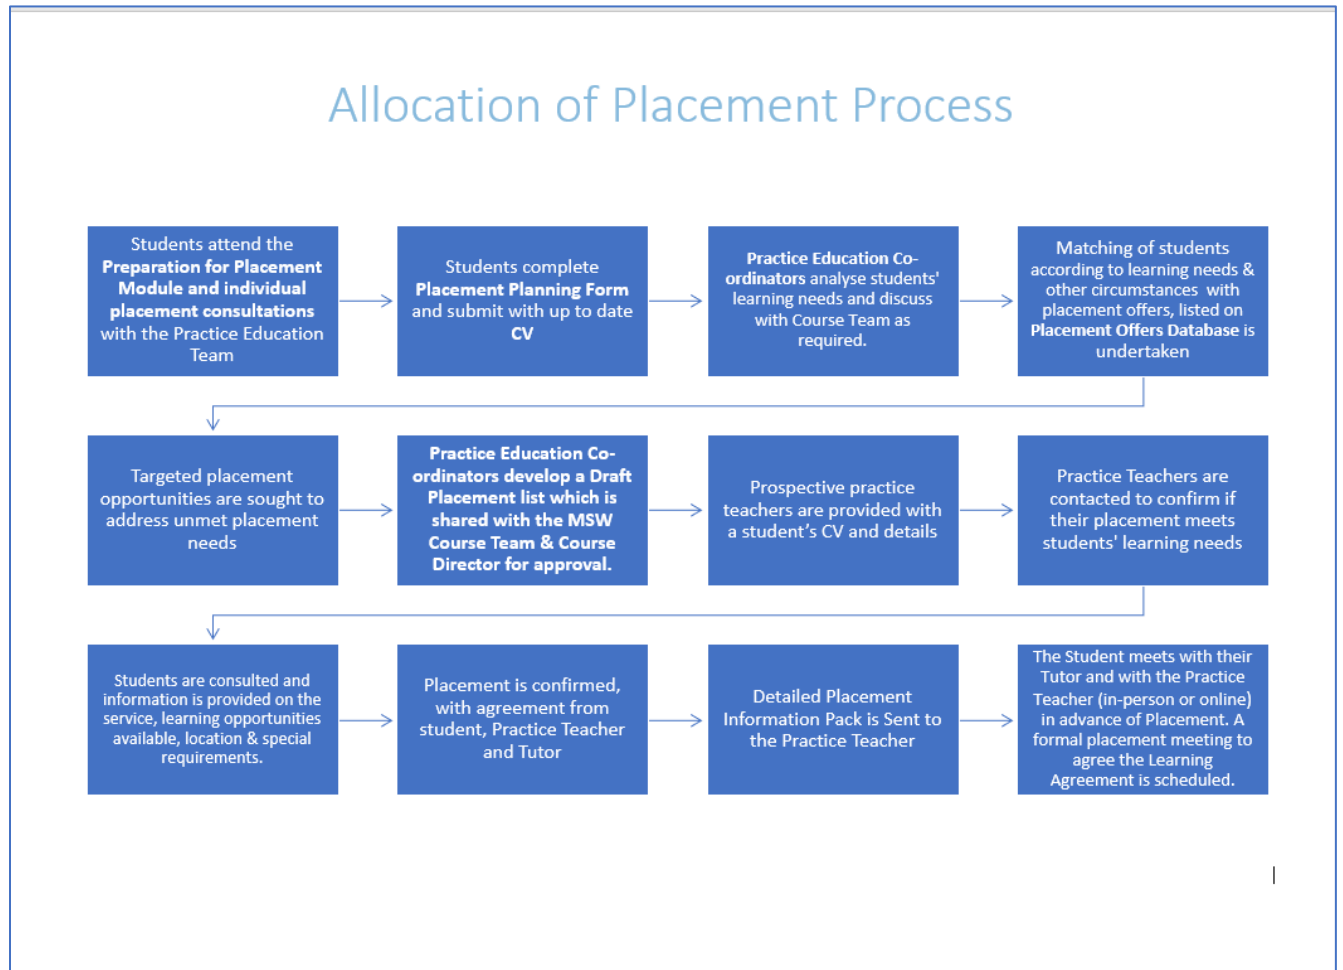 Allocation of Placement Process
Students attend the
Preparation for Placement
Module and individual
placement consultations
with the Practice Education
Team
Students complete
Placement Planning Form
and submit with up to date
CV
Practice Education Co-
ordinators analyse students'
learning needs and discuss
with Course Team as
required.
Matching of students
according to learning needs &
other circumstances with
placement offers, listed on
Placement Offers Database is
undertaken
Targeted placement
opportunities are sought to
address unmet placement
needs
Practice Education Co-
ordinators develop a Draft
Placement list which is
shared with the MSW
Course Team & Course
Director for approval.
Prospective practice
teachers are provided with
a student’s CV and details
Practice Teachers are
contacted to confirm if
their placement meets
students' learning needs
Students are consulted and
information is provided on the
service, learning opportunities
available, location & special
requirements.
Placement is confirmed,
with agreement from
student, Practice Teacher
and Tutor
Detailed Placement
Information Pack is Sent to
the Practice Teacher
The Student meets with their
Tutor and with the Practice
Teacher (in-person or online)
in advance of Placement. A
formal placement meeting to
agree the Learning
Agreement is scheduled.